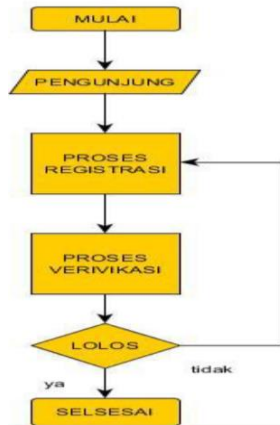 MULAI
PENGUNJUNG
PROSES
REGISTRASI
PROSES
VERIVIKASI
LOLOS
tidak
ya
SELSESAI